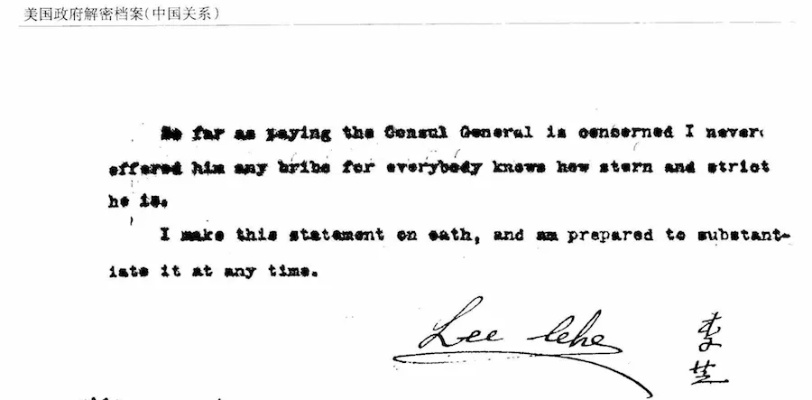 美国政府解密档案（中国关系）
So far as paying the Consul General is concerned I never
offered him any bribe for everybody knows how stern and strict
he is.
I make this statement on oath, and am prepared to substant-
iate it at any time.
Lee Che 李芝